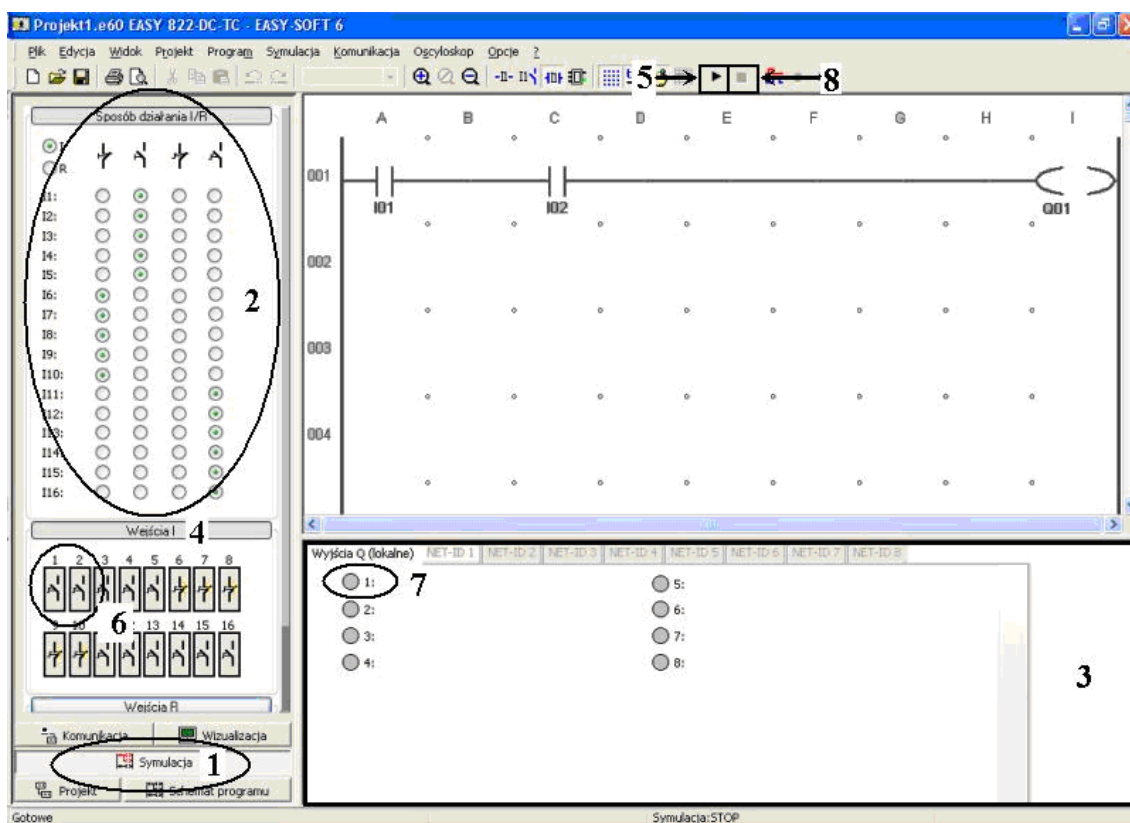 Projekt1.e60 EASY 822-DC-TC - EASY-SOFT 6
Plik Edycja Widok Projekt Program Symulacja Komunikacja Oscyloskop Opcje ?
5 8
Sposób działania I/R
I
R
I1:
I2:
I3:
I4:
I5:
I6:
I7:
I8:
I9:
I10:
I11:
I12:
I13:
I14:
I15:
I16:
2
A B C D E F G H I
001
I01 I02 Q01
002
003
004
Wejścia I 4
1 2 3 4 5 6 7 8
6
9 10 12 13 14 15 16
Wejścia R
Komunikacja Wizualizacja
Symulacja 1
Projekt Schemat programu
Wyjścia Q (lokalne) NET-ID 1 NET-ID 2 NET-ID 3 NET-ID 4 NET-ID 5 NET-ID 6 NET-ID 7 NET-ID 8
1: 7 5:
2: 6:
3: 7:
4: 8:
3
Gotowe Symulacja:STOP